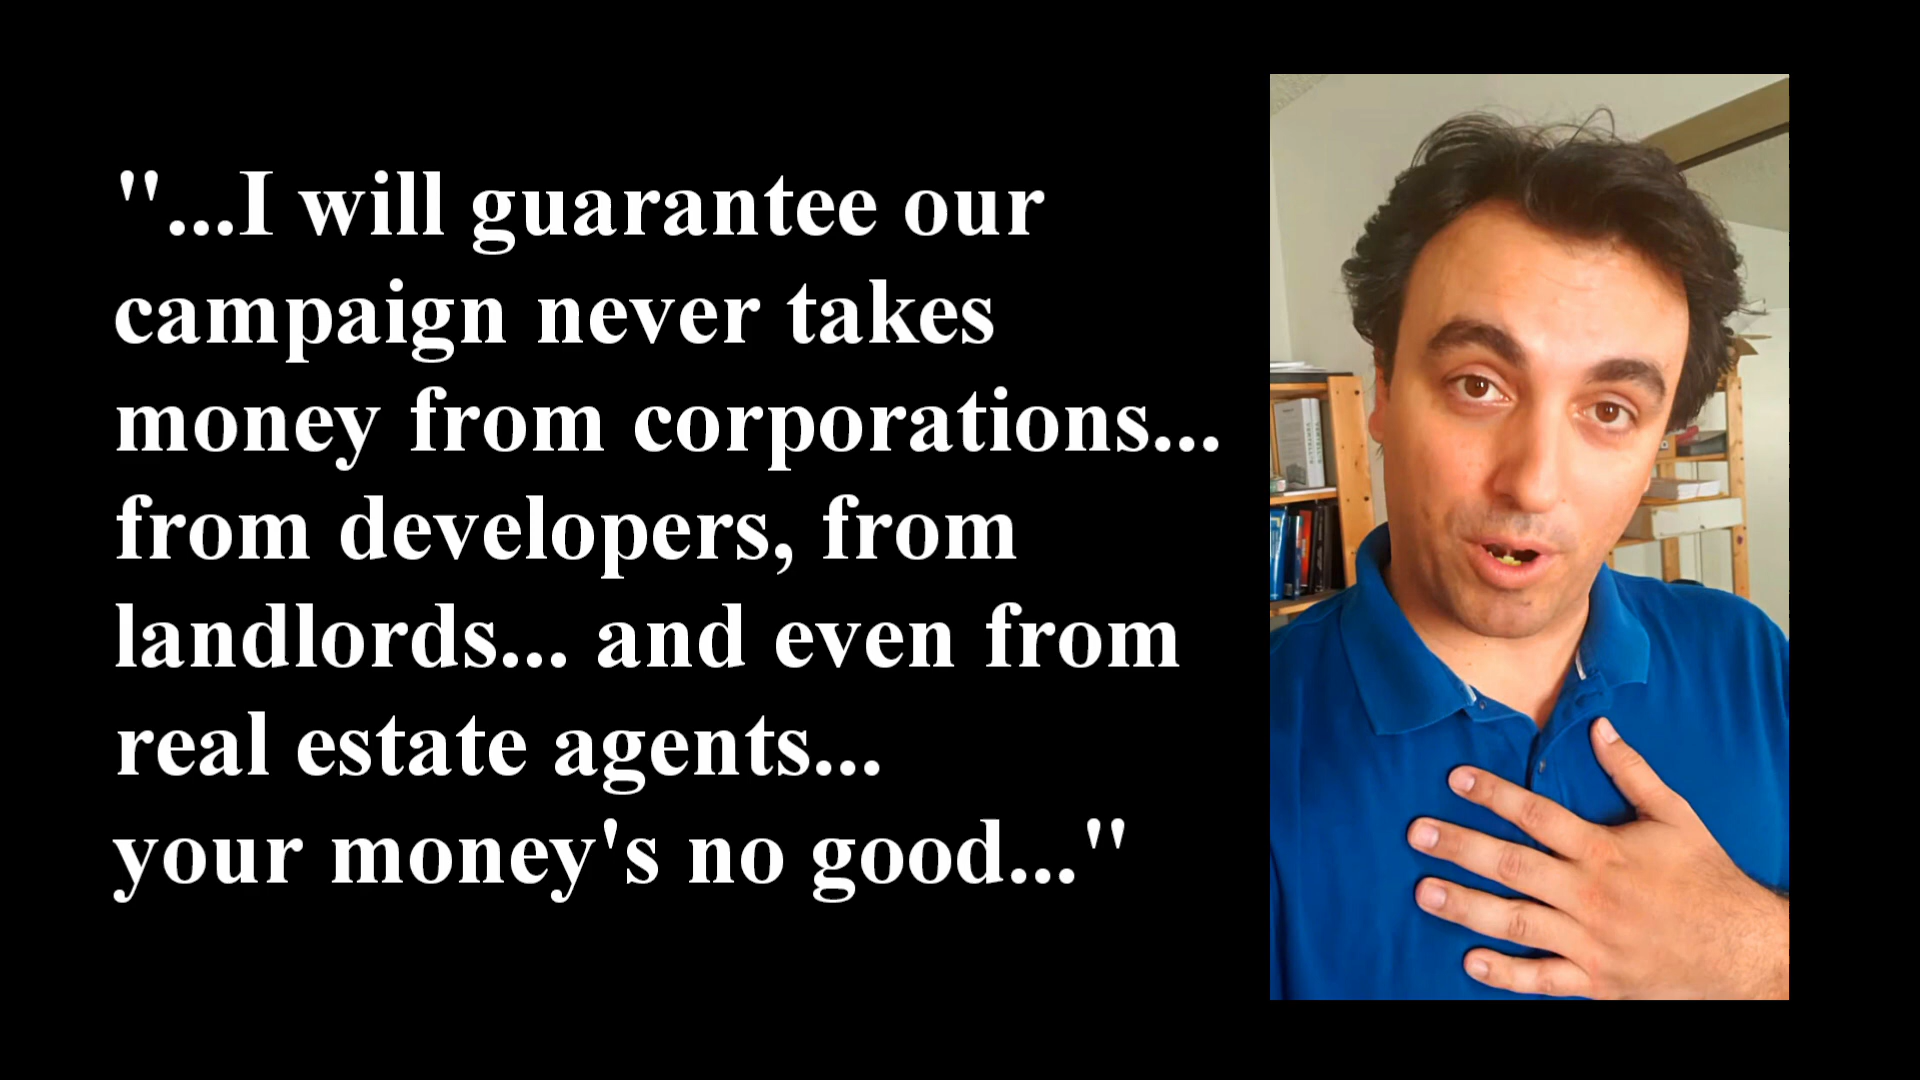 "...I will guarantee our
campaign never takes
money from corporations...
from developers, from
landlords... and even from
real estate agents...
your money's no good..."